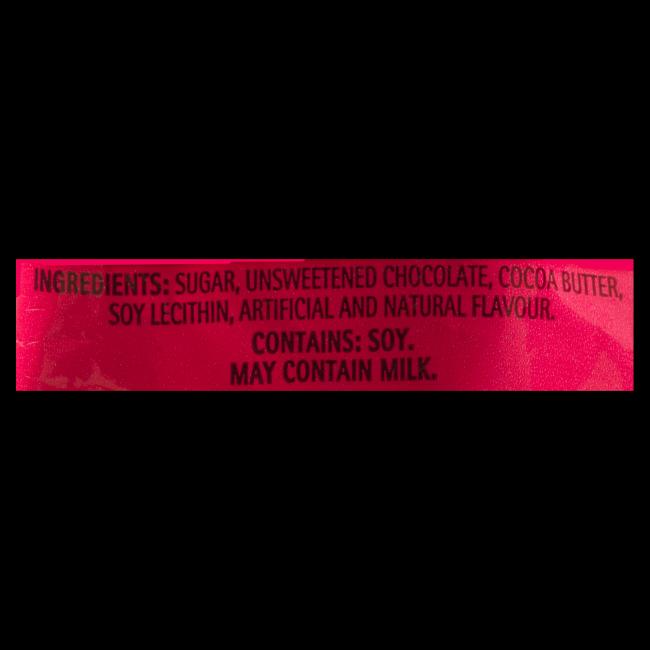 INGREDIENTS: SUGAR, UNSWEETENED CHOCOLATE, COCOA BUTTER,
SOY LECITHIN, ARTIFICIAL AND NATURAL FLAVOUR.
CONTAINS: SOY.
MAY CONTAIN MILK.